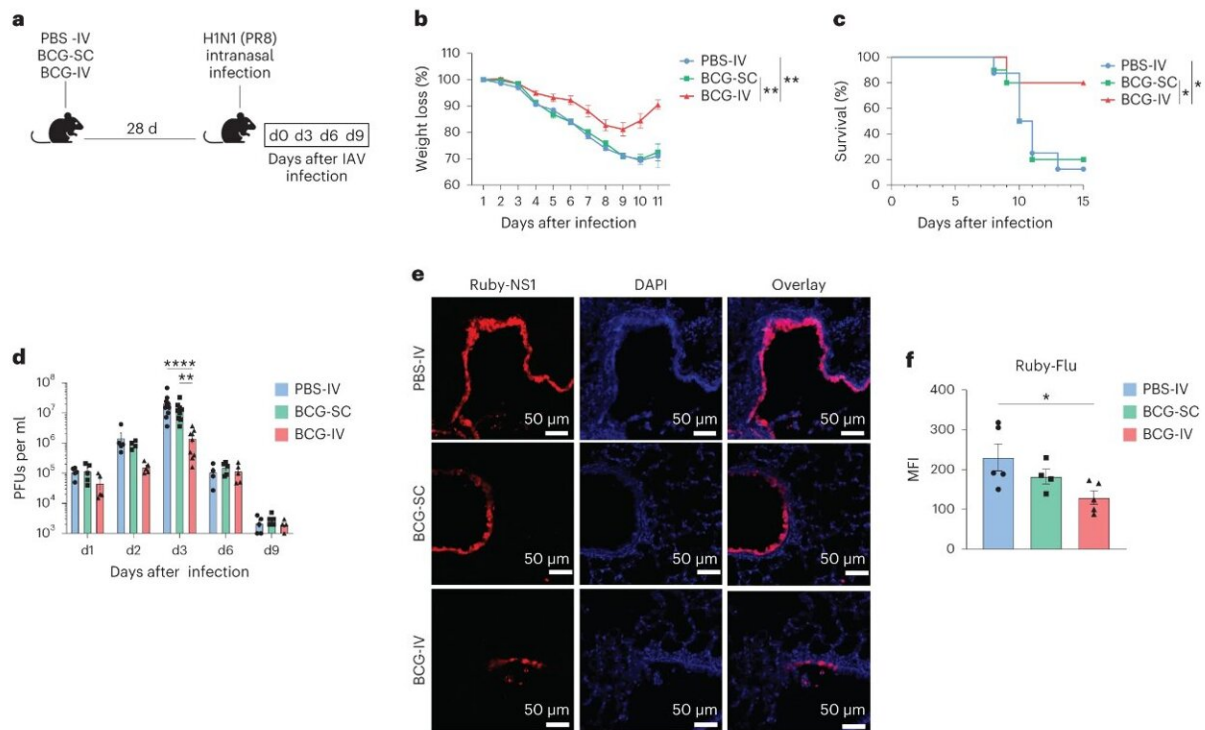 a
PBS -IV
BCG-SC
BCG-IV
H1N1 (PR8)
intranasal
infection
28 d
d0 d3 d6 d9
Days after IAV
infection
b
Weight loss (%)
110
100
90
80
70
60
1 2 3 4 5 6 7 8 9 10 11
Days after infection
PBS-IV
BCG-SC
BCG-IV
**
**
c
Survival (%)
100
80
60
40
20
0
0 5 10 15
Days after infection
PBS-IV
BCG-SC
BCG-IV
*
*
d
PFUs per ml
10⁸
10⁷
10⁶
10⁵
10⁴
10³
****
**
d1 d2 d3 d6 d9
Days after infection
PBS-IV
BCG-SC
BCG-IV
e
Ruby-NS1 DAPI Overlay
PBS-IV
50 μm 50 μm 50 μm
BCG-SC
50 μm 50 μm 50 μm
BCG-IV
50 μm 50 μm 50 μm
f
Ruby-Flu
MFI
400
300
200
100
0
*
PBS-IV
BCG-SC
BCG-IV